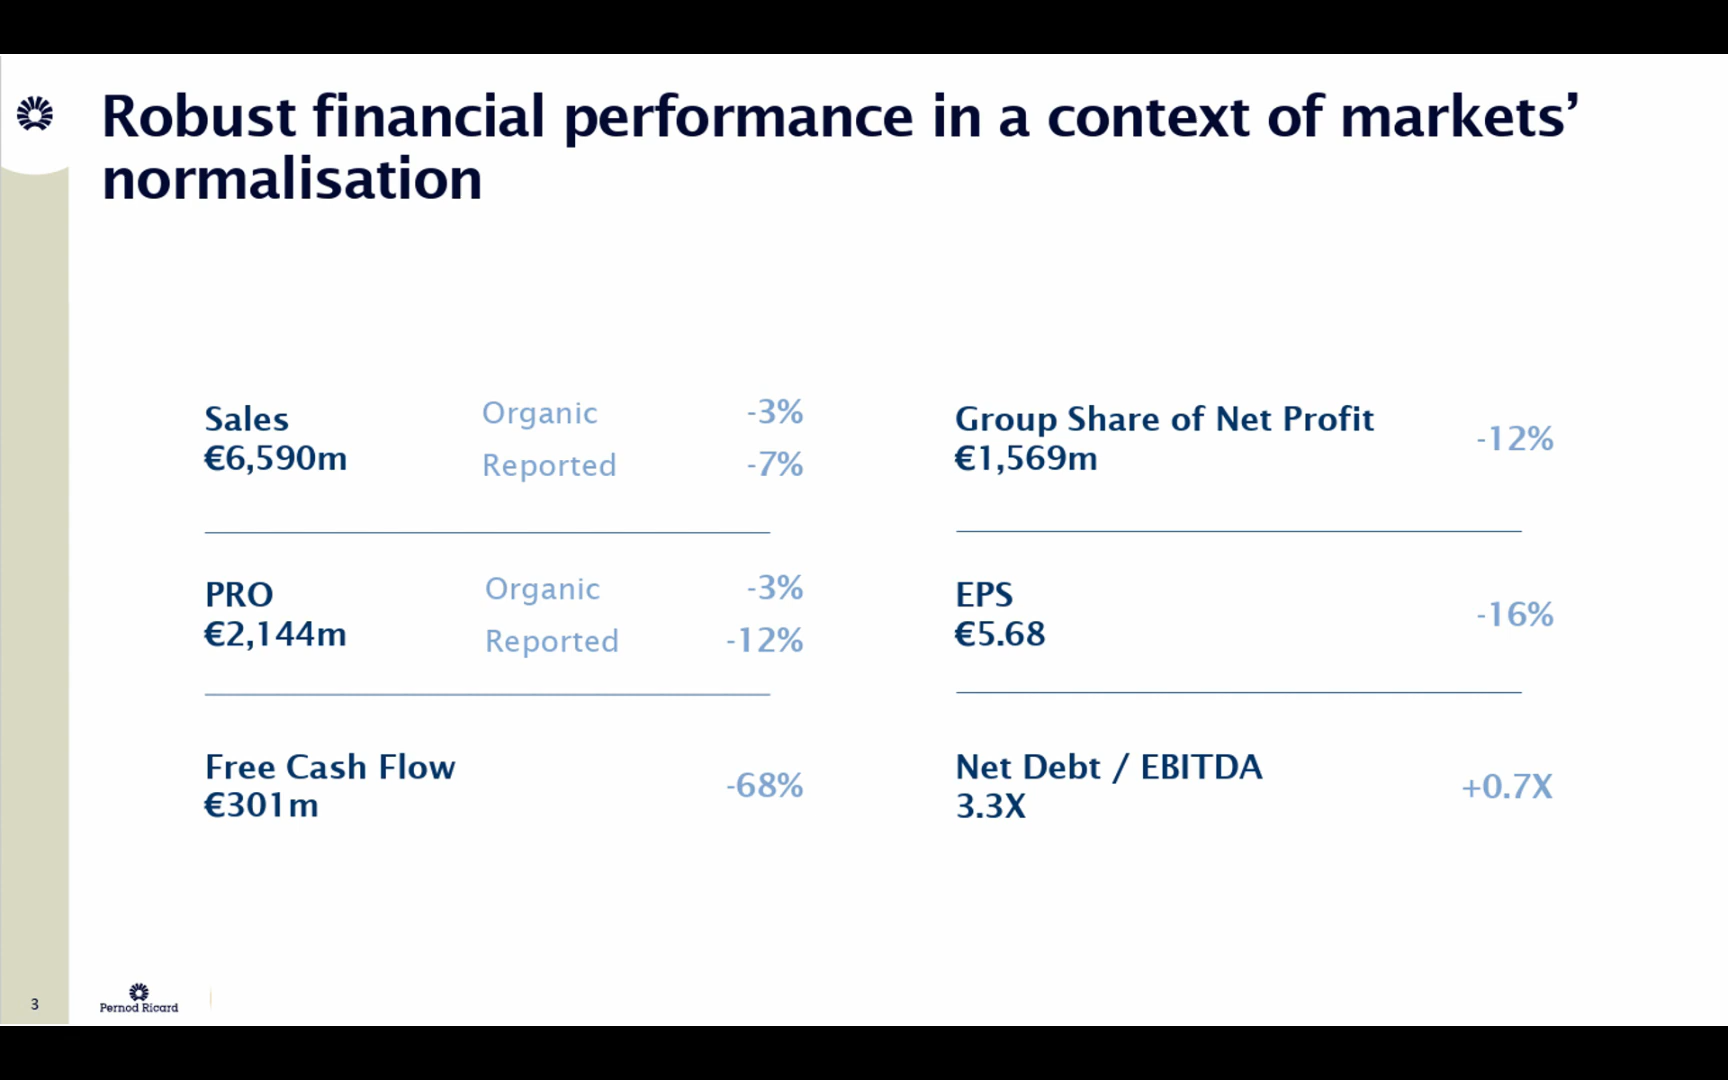 Robust financial performance in a context of markets’
normalisation
Sales
€6,590m
Organic -3%
Reported -7%
PRO
€2,144m
Organic -3%
Reported -12%
Free Cash Flow
€301m
-68%
Group Share of Net Profit
€1,569m
-12%
EPS
€5.68
-16%
Net Debt / EBITDA
3.3X
+0.7X
3
Pernod Ricard